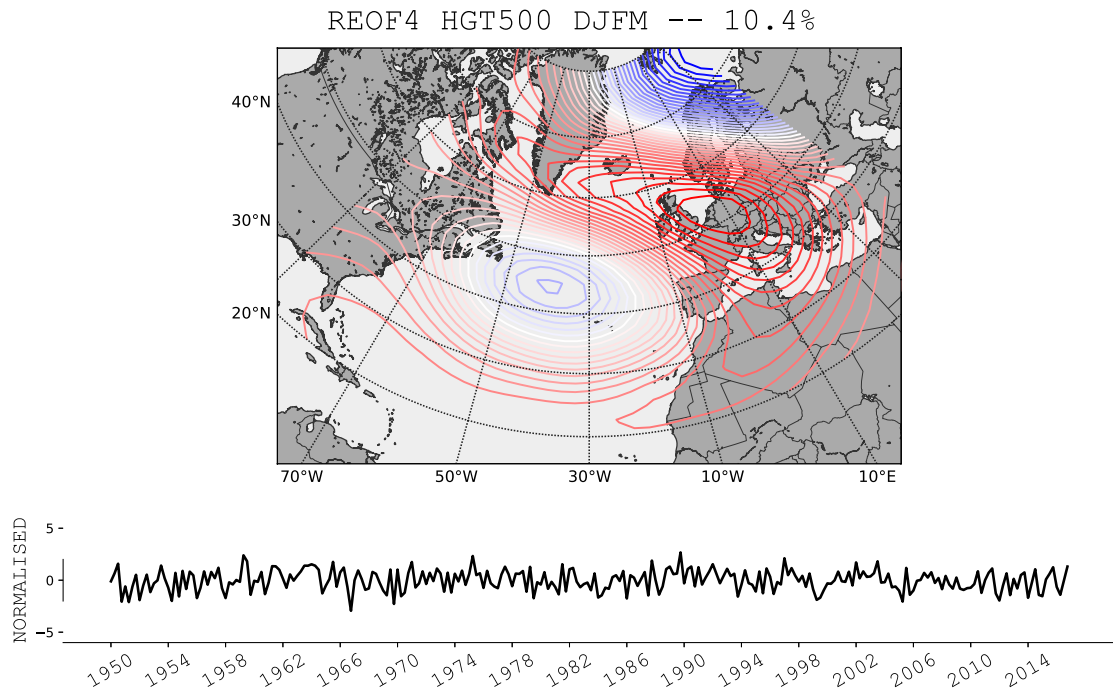 REOF4 HGT500 DJFM -- 10.4%
40°N
30°N
20°N
70°W 50°W 30°W 10°W 10°E
NORMALISED
5
0
−5
1950 1954 1958 1962 1966 1970 1974 1978 1982 1986 1990 1994 1998 2002 2006 2010 2014